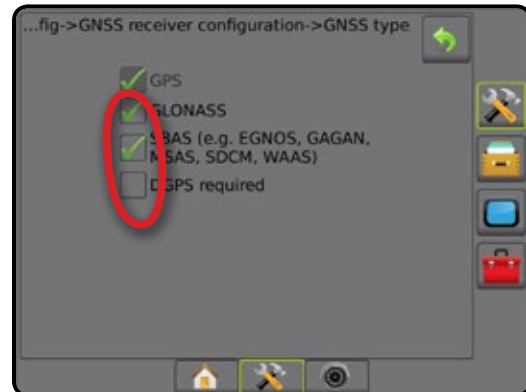 ...fig->GNSS receiver configuration->GNSS type
GPS
GLONASS
SBAS (e.g. EGNOS, GAGAN,
MSAS, SDCM, WAAS)
DGPS required